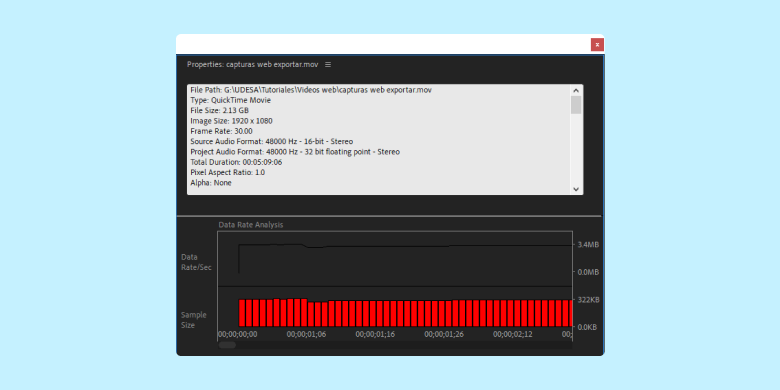 x
Properties: capturas web exportar.mov ≡
File Path: G:\UDESA\Tutoriales\Videos web\capturas web exportar.mov
Type: QuickTime Movie
File Size: 2.13 GB
Image Size: 1920 x 1080
Frame Rate: 30.00
Source Audio Format: 48000 Hz - 16-bit - Stereo
Project Audio Format: 48000 Hz - 32 bit floating point - Stereo
Total Duration: 00:05:09:06
Pixel Aspect Ratio: 1.0
Alpha: None
Data Rate Analysis
Data
Rate/Sec
3.4MB
0.0MB
Sample
Size
322KB
0.0KB
00;00;00;00 00;00;01;06 00;00;01;16 00;00;01;26 00;00;02;12 00;